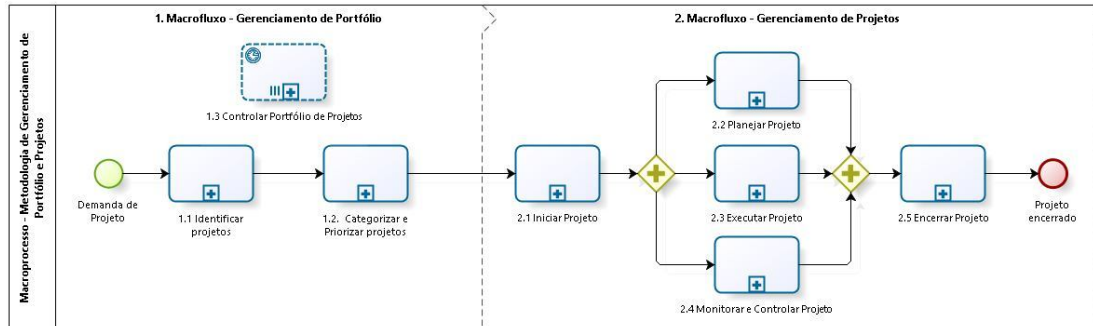 Macroprocesso - Metodologia de Gerenciamento de
Portfólio e Projetos
1. Macrofluxo - Gerenciamento de Portfólio
2. Macrofluxo - Gerenciamento de Projetos
1.3 Controlar Portfólio de Projetos
Demanda de
Projeto
1.1 Identificar
projetos
1.2. Categorizar e
Priorizar projetos
2.1 Iniciar Projeto
2.2 Planejar Projeto
2.3 Executar Projeto
2.4 Monitorar e Controlar Projeto
2.5 Encerrar Projeto
Projeto
encerrado